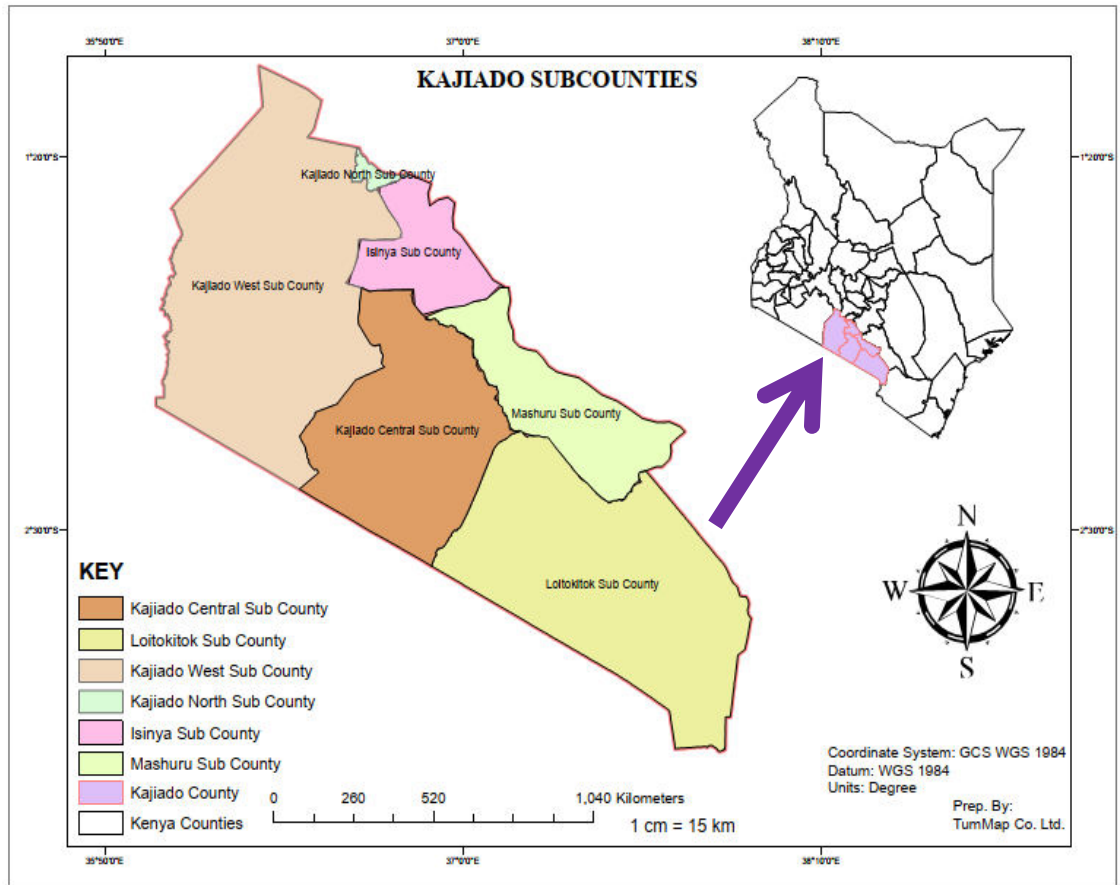 35°50'0"E 37°0'0"E 38°10'0"E
KAJIADO SUBCOUNTIES
1°20'0"S 1°20'0"S
Kajiado North Sub County
Isinya Sub County
Kajiado West Sub County
Mashuru Sub County
Kajiado Central Sub County
2°30'0"S 2°30'0"S
Loitokitok Sub County
N
W E
S
KEY
Kajiado Central Sub County
Loitokitok Sub County
Kajiado West Sub County
Kajiado North Sub County
Isinya Sub County
Mashuru Sub County
Kajiado County
Kenya Counties
0 260 520 1,040 Kilometers
1 cm = 15 km
Coordinate System: GCS WGS 1984
Datum: WGS 1984
Units: Degree
Prep. By:
TumMap Co. Ltd.
35°50'0"E 37°0'0"E 38°10'0"E